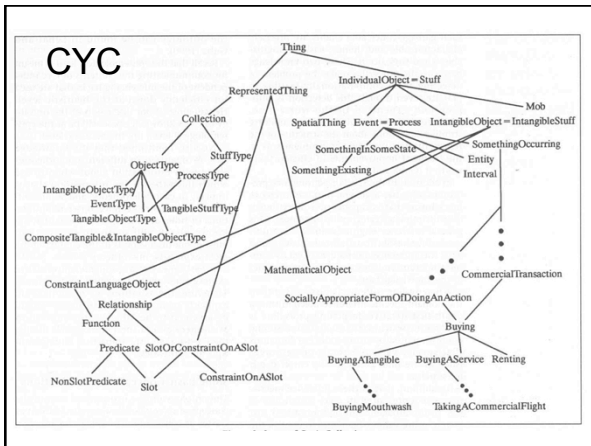 CYC
Thing
IndividualObject = Stuff
RepresentedThing
Mob
Collection
SpatialThing
Event = Process
IntangibleObject = IntangibleStuff
SomethingInSomeState
SomethingOccurring
StuffType
ObjectType
Entity
ProcessType
SomethingExisting
Interval
IntangibleObjectType
EventType
TangibleStuffType
TangibleObjectType
CompositeTangible&IntangibleObjectType
MathematicalObject
CommercialTransaction
ConstraintLanguageObject
SociallyAppropriateFormOfDoingAnAction
Relationship
Function
Buying
Predicate
SlotOrConstraintOnASlot
BuyingATangible
BuyingAService
Renting
NonSlotPredicate
Slot
ConstraintOnASlot
BuyingMouthwash
TakingACommercialFlight